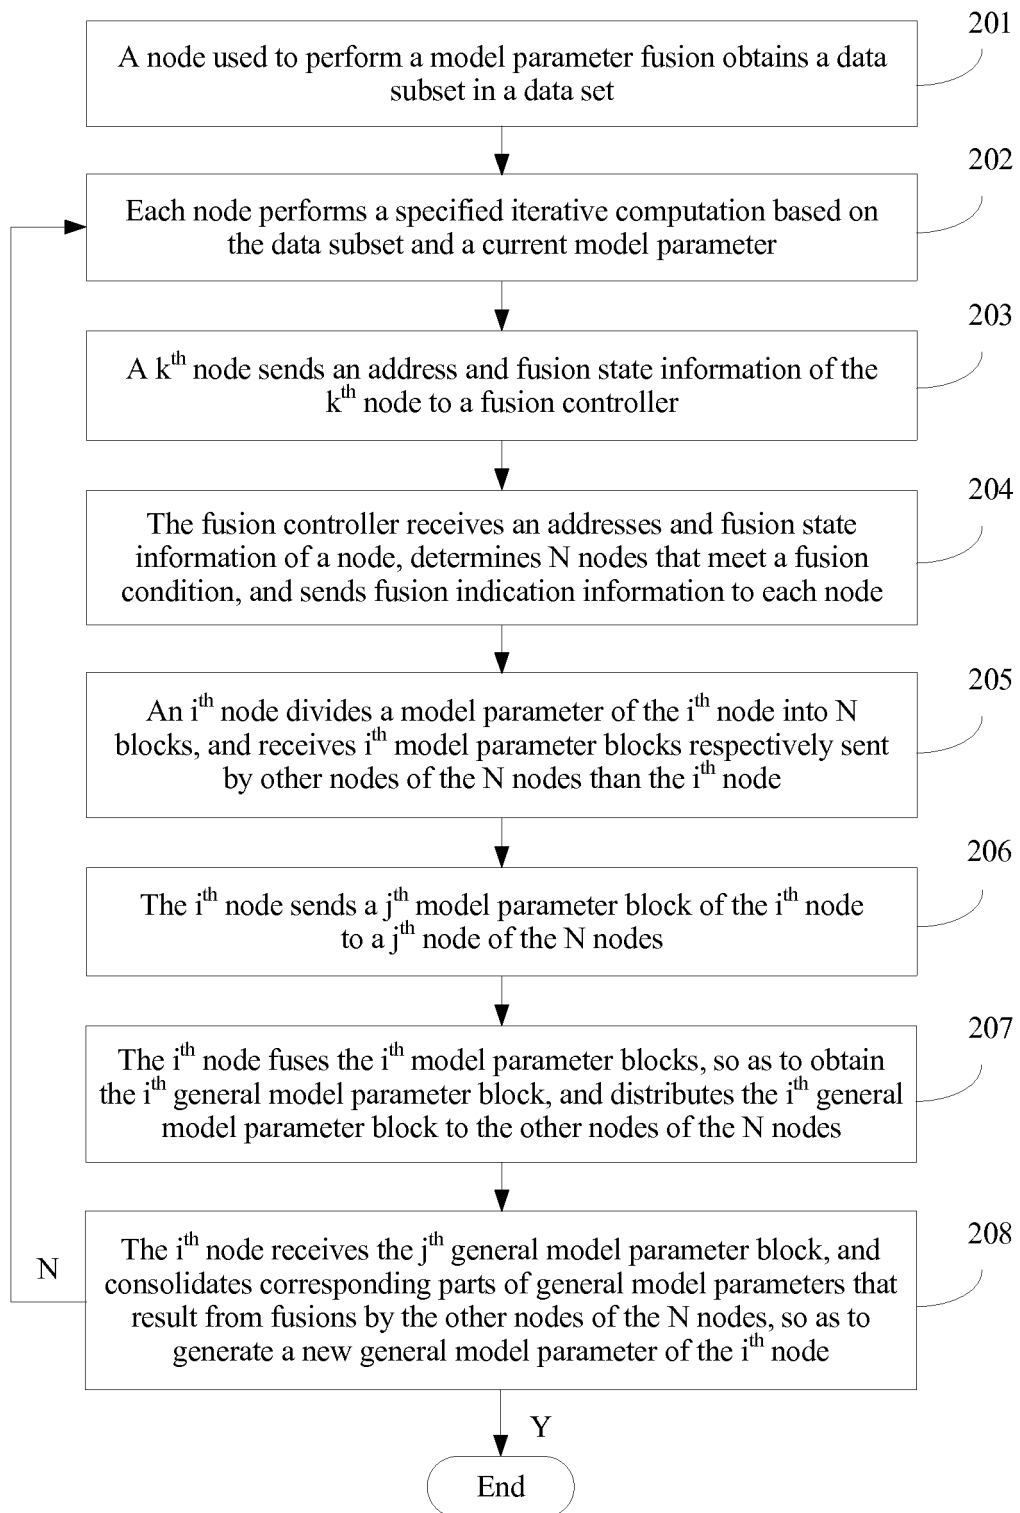 201
A node used to perform a model parameter fusion obtains a data
subset in a data set
202
Each node performs a specified iterative computation based on
the data subset and a current model parameter
203
A kth node sends an address and fusion state information of the
kth node to a fusion controller
204
The fusion controller receives an addresses and fusion state
information of a node, determines N nodes that meet a fusion
condition, and sends fusion indication information to each node
205
An ith node divides a model parameter of the ith node into N
blocks, and receives ith model parameter blocks respectively sent
by other nodes of the N nodes than the ith node
206
The ith node sends a jth model parameter block of the ith node
to a jth node of the N nodes
207
The ith node fuses the ith model parameter blocks, so as to obtain
the ith general model parameter block, and distributes the ith general
model parameter block to the other nodes of the N nodes
208
The ith node receives the jth general model parameter block, and
consolidates corresponding parts of general model parameters that
result from fusions by the other nodes of the N nodes, so as to
generate a new general model parameter of the ith node
N
Y
End